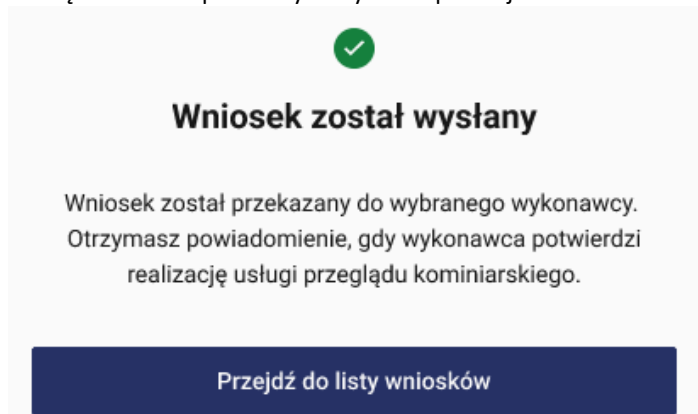 Wniosek został wysłany
Wniosek został przekazany do wybranego wykonawcy.
Otrzymasz powiadomienie, gdy wykonawca potwierdzi
realizację usługi przeglądu kominiarskiego.
Przejdź do listy wniosków